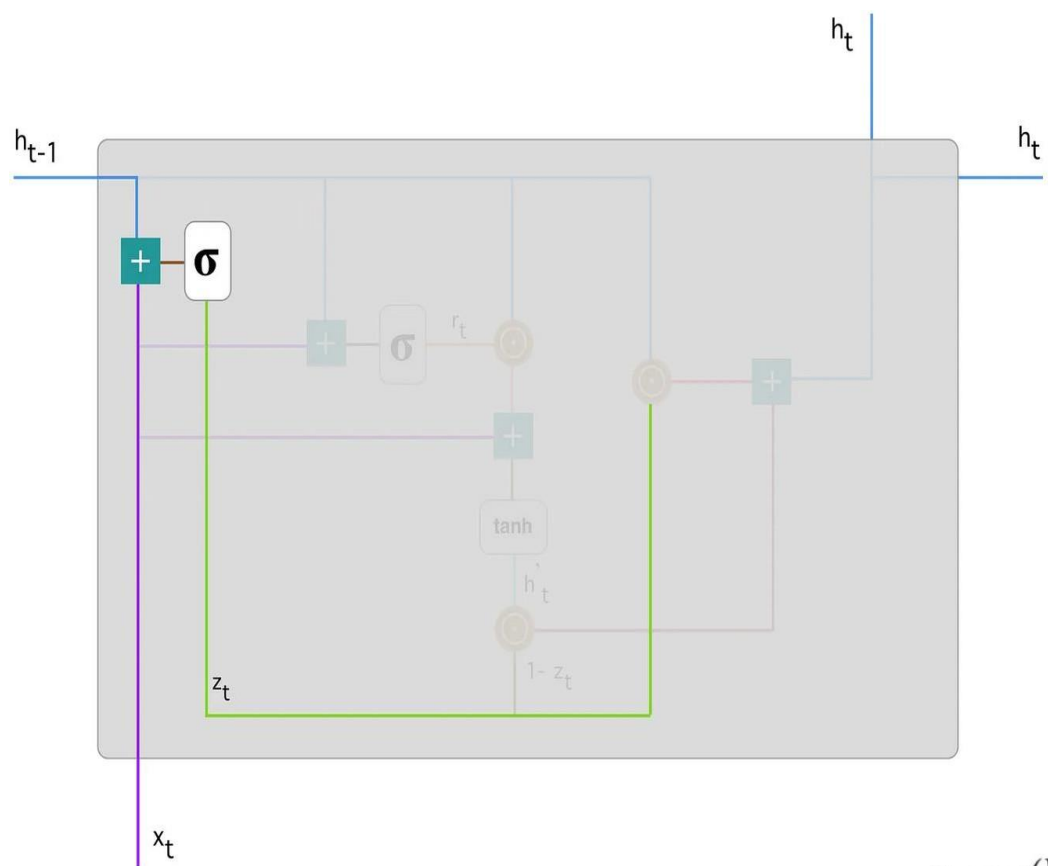 h_t
h_{t-1}
h_t
+
σ
+
σ
r_t
+
+
tanh
h'_t
1- z_t
z_t
x_t